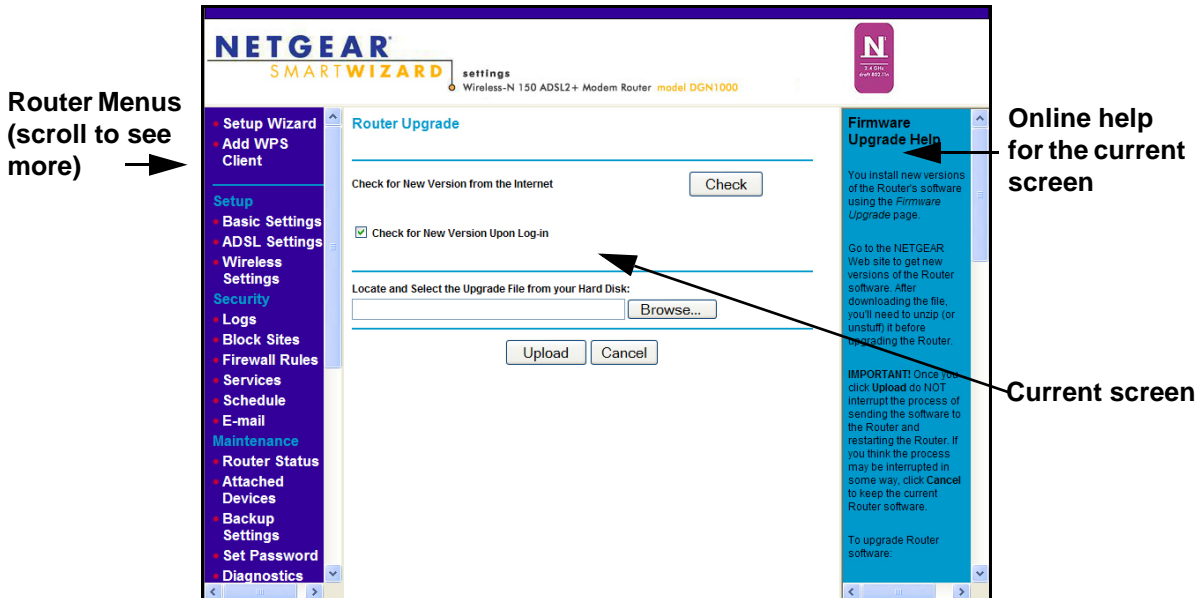 NETGEAR
SMARTWIZARD
settings
Wireless-N 150 ADSL2+ Modem Router model DGN1000
N
2.4 GHz
draft 802.11n
Router Menus
(scroll to see
more)
Setup Wizard
Add WPS
Client
Setup
Basic Settings
ADSL Settings
Wireless
Settings
Security
Logs
Block Sites
Firewall Rules
Services
Schedule
E-mail
Maintenance
Router Status
Attached
Devices
Backup
Settings
Set Password
Diagnostics
Router Upgrade
Check for New Version from the Internet
Check
Check for New Version Upon Log-in
Locate and Select the Upgrade File from your Hard Disk:
Browse...
Upload
Cancel
Firmware
Upgrade Help
You install new versions
of the Router's software
using the Firmware
Upgrade page.
Go to the NETGEAR
Web site to get new
versions of the Router
software. After
downloading the file,
you'll need to unzip (or
unstuff) it before
upgrading the Router.
IMPORTANT! Once you
click Upload do NOT
interrupt the process of
sending the software to
the Router and
restarting the Router. If
you think the process
may be interrupted in
some way, click Cancel
to keep the current
Router software.
To upgrade Router
software:
Online help
for the current
screen
Current screen